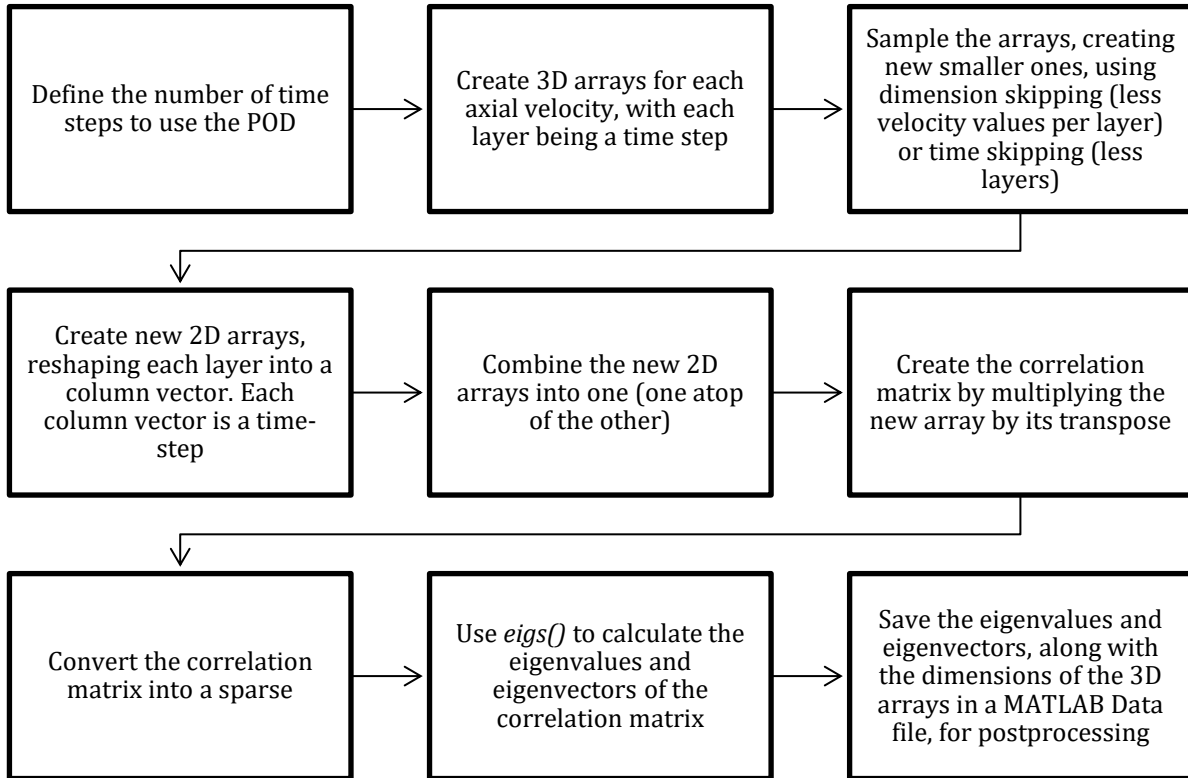 Define the number of time
steps to use the POD
Create 3D arrays for each
axial velocity, with each
layer being a time step
Sample the arrays, creating
new smaller ones, using
dimension skipping (less
velocity values per layer)
or time skipping (less
layers)
Create new 2D arrays,
reshaping each layer into a
column vector. Each
column vector is a time-
step
Combine the new 2D
arrays into one (one atop
of the other)
Create the correlation
matrix by multiplying the
new array by its transpose
Convert the correlation
matrix into a sparse
Use eigs() to calculate the
eigenvalues and
eigenvectors of the
correlation matrix
Save the eigenvalues and
eigenvectors, along with
the dimensions of the 3D
arrays in a MATLAB Data
file, for postprocessing